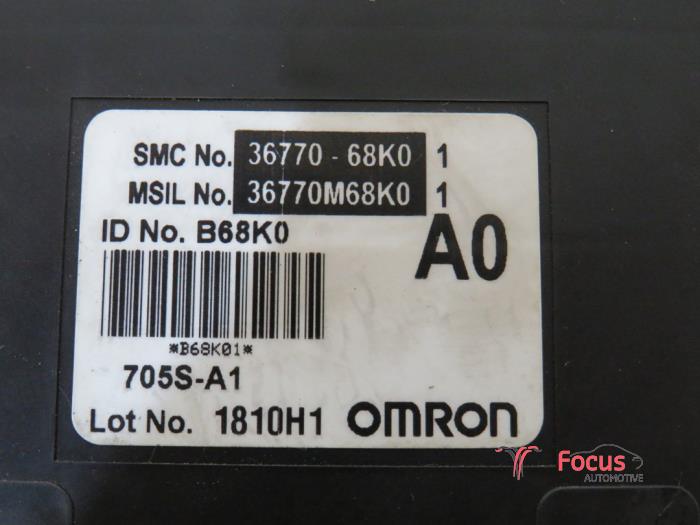 SMC No. 36770 - 68K0 1
MSIL No. 36770M68K0 1
ID No. B68K0
A0
*B68K01*
705S-A1
Lot No. 1810H1 OMRON
Focus
AUTOMOTIVE